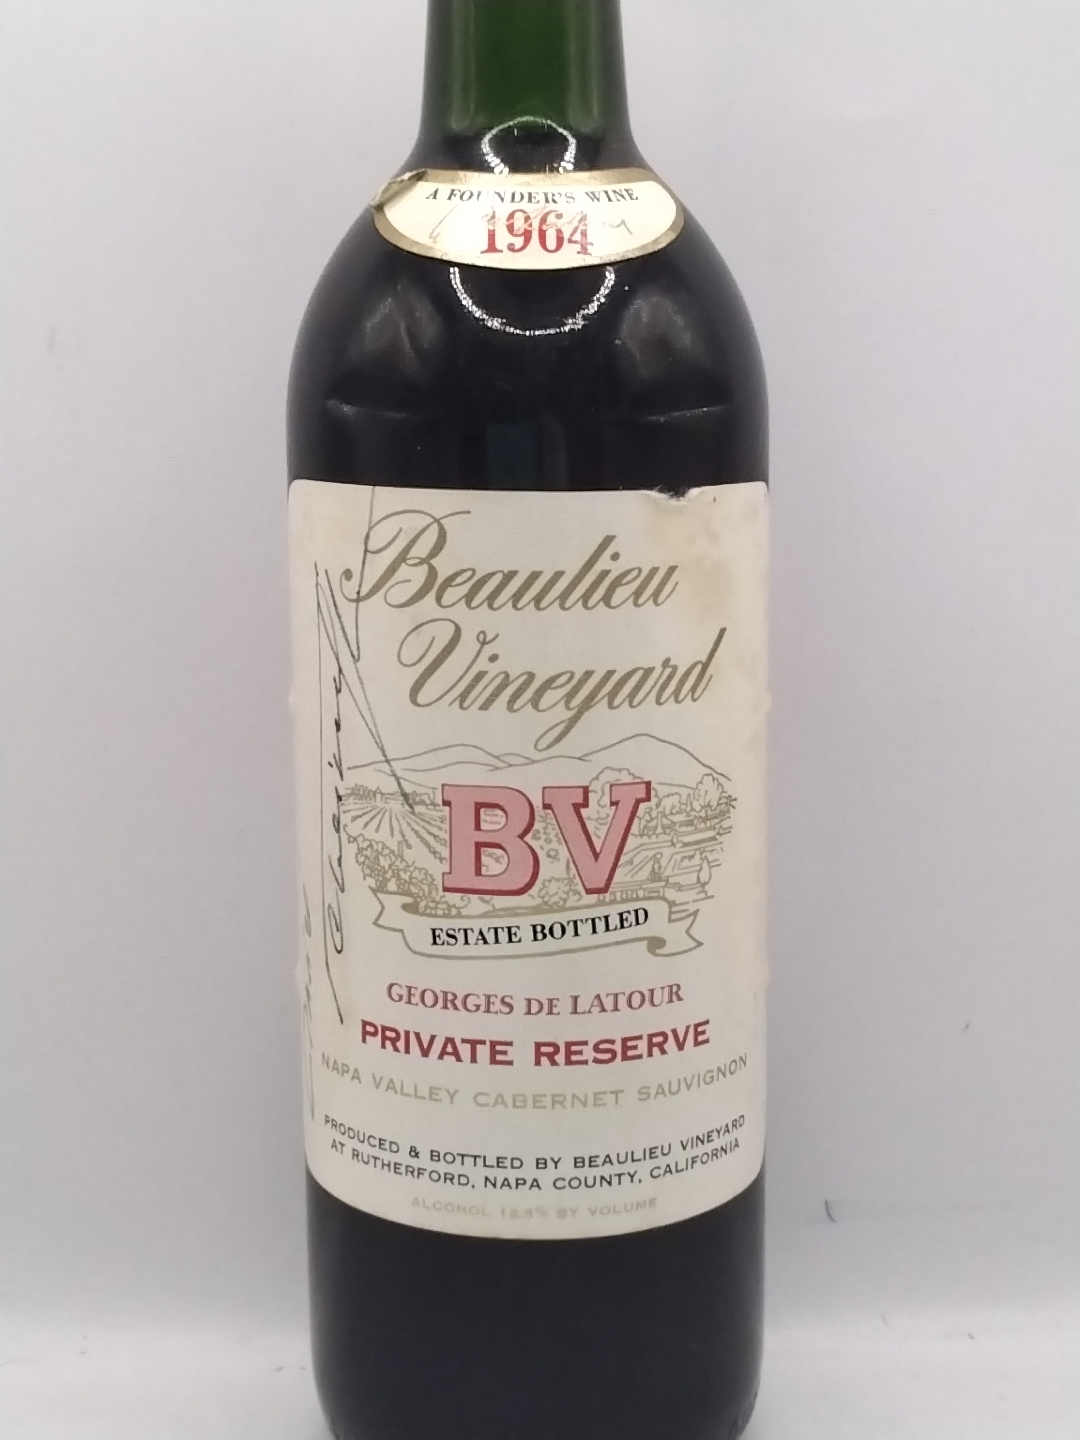 A FOUNDER'S WINE
1964
Beaulieu
Vineyard
BV
ESTATE BOTTLED
GEORGES DE LATOUR
PRIVATE RESERVE
NAPA VALLEY CABERNET SAUVIGNON
PRODUCED & BOTTLED BY BEAULIEU VINEYARD
AT RUTHERFORD, NAPA COUNTY, CALIFORNIA
ALCOHOL 12.5% BY VOLUME